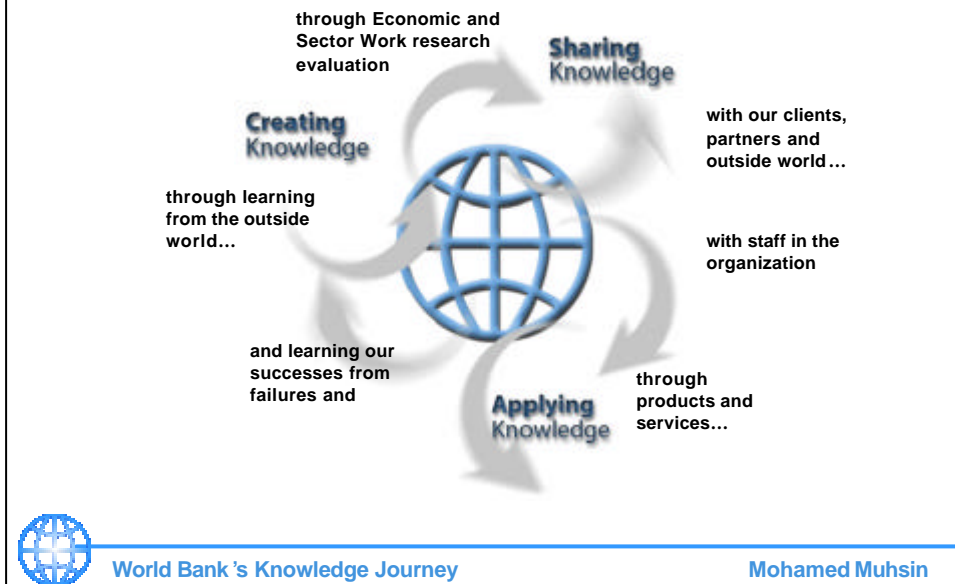 through Economic and
Sector Work research
evaluation
Sharing
Knowledge
Creating
Knowledge
with our clients,
partners and
outside world…
through learning
from the outside
world…
with staff in the
organization
and learning our
successes from
failures and
Applying
Knowledge
through
products and
services…
World Bank's Knowledge Journey
Mohamed Muhsin